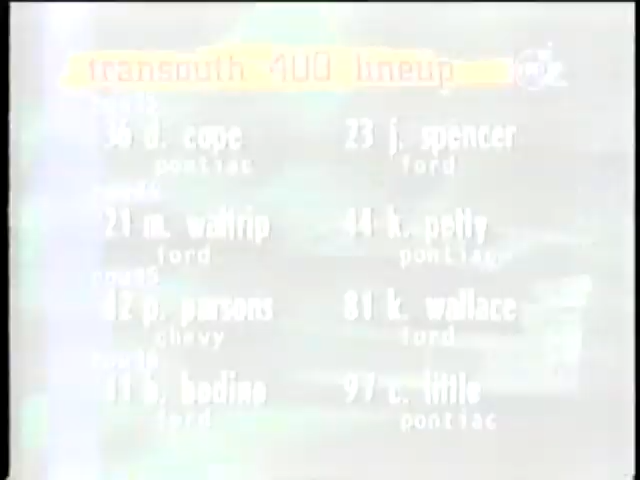 transouth 400 lineup
36 d. cope 23 j. spencer
pontiac ford
21 m. waltrip 44 k. petty
ford pontiac
p. parsons 81 k. wallace
chevy ford
b. bodine 97 c. little
ford pontiac